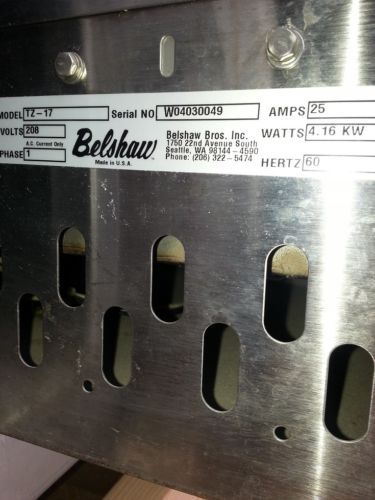 MODEL TZ-17 Serial NO W04030049 AMPS 25
VOLTS 208 Belshaw Belshaw Bros. Inc. WATTS 4.16 KW
A.C. Current Only 1750 22nd Avenue South
PHASE 1 Made in U.S.A. Seattle, WA 98144-4590
Phone: (206) 322-5474 HERTZ 60